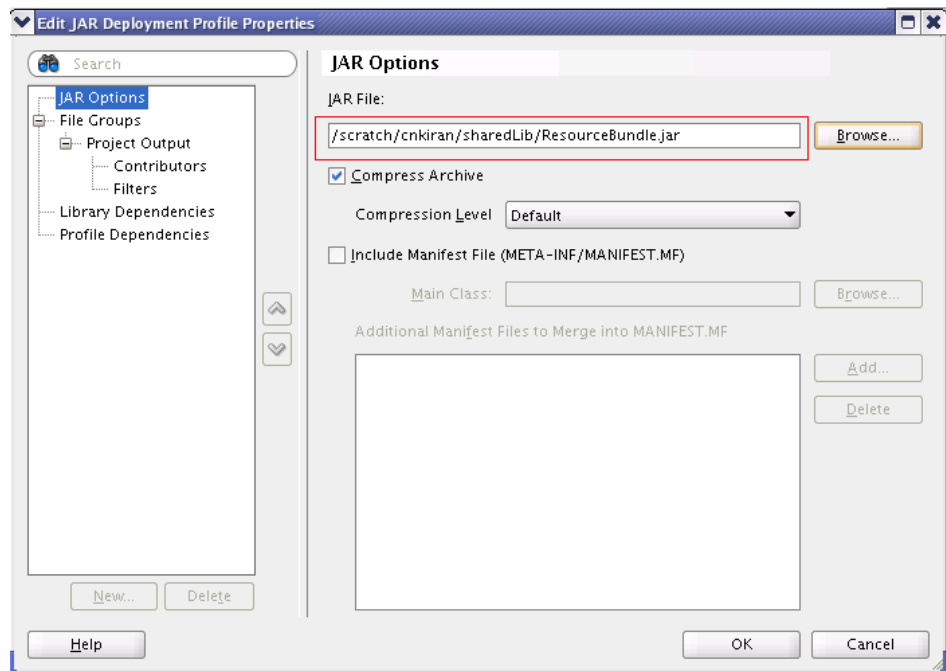 Edit JAR Deployment Profile Properties
Search
JAR Options
File Groups
Project Output
Contributors
Filters
Library Dependencies
Profile Dependencies
New...
Delete
JAR Options
JAR File:
/scratch/cnkiran/sharedLib/ResourceBundle.jar
Browse...
Compress Archive
Compression Level
Default
Include Manifest File (META-INF/MANIFEST.MF)
Main Class:
Browse...
Additional Manifest Files to Merge into MANIFEST.MF
Add...
Delete
Help
OK
Cancel